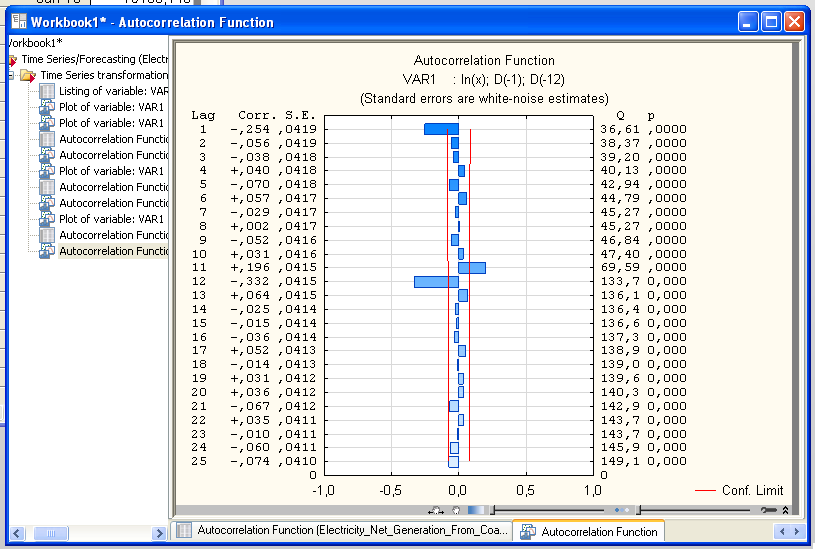 Workbook1* - Autocorrelation Function
Workbook1*
Time Series/Forecasting (Electr
Time Series transformation
Listing of variable: VAR
Plot of variable: VAR1
Plot of variable: VAR1
Autocorrelation Functio
Autocorrelation Functio
Plot of variable: VAR1
Autocorrelation Functio
Autocorrelation Functio
Plot of variable: VAR1
Autocorrelation Functio
Autocorrelation Functio
Autocorrelation Function
VAR1 : ln(x); D(-1); D(-12)
(Standard errors are white-noise estimates)
Lag Corr. S.E. Q p
1 -,254 ,0419 36,61 ,0000
2 -,056 ,0419 38,37 ,0000
3 -,038 ,0418 39,20 ,0000
4 +,040 ,0418 40,13 ,0000
5 -,070 ,0418 42,94 ,0000
6 +,057 ,0417 44,79 ,0000
7 -,029 ,0417 45,27 ,0000
8 +,002 ,0417 45,27 ,0000
9 -,052 ,0416 46,84 ,0000
10 +,031 ,0416 47,40 ,0000
11 +,196 ,0415 69,59 ,0000
12 -,332 ,0415 133,7 0,000
13 +,064 ,0415 136,1 0,000
14 -,025 ,0414 136,4 0,000
15 -,015 ,0414 136,6 0,000
16 -,036 ,0414 137,3 0,000
17 +,052 ,0413 138,9 0,000
18 -,014 ,0413 139,0 0,000
19 +,031 ,0412 139,6 0,000
20 +,036 ,0412 140,3 0,000
21 -,067 ,0412 142,9 0,000
22 +,035 ,0411 143,7 0,000
23 -,010 ,0411 143,7 0,000
24 -,060 ,0411 145,9 0,000
25 -,074 ,0410 149,1 0,000
0 0
-1,0 -0,5 0,0 0,5 1,0
Conf. Limit
Autocorrelation Function (Electricity_Net_Generation_From_Coa...
Autocorrelation Function